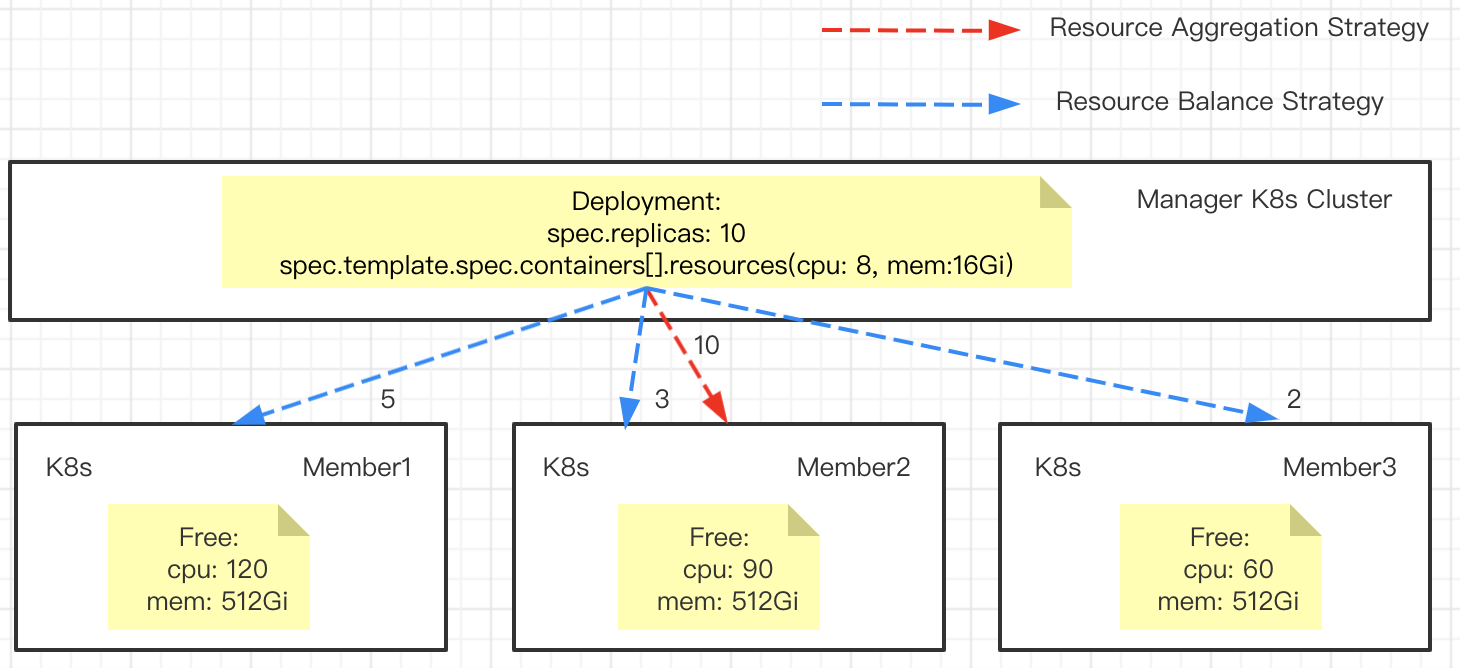 Resource Aggregation Strategy
Resource Balance Strategy
Manager K8s Cluster
Deployment:
spec.replicas: 10
spec.template.spec.containers[].resources(cpu: 8, mem:16Gi)
10
5
3
2
K8s
Member1
Free:
cpu: 120
mem: 512Gi
K8s
Member2
Free:
cpu: 90
mem: 512Gi
K8s
Member3
Free:
cpu: 60
mem: 512Gi